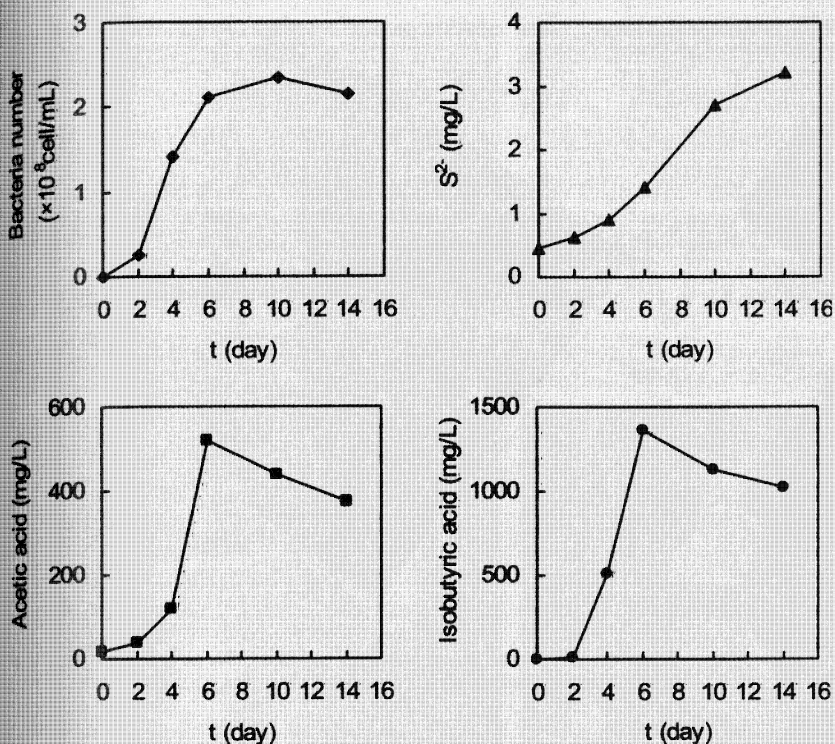 Bacteria number
(×10⁸cell/mL)
3
2
1
0
0 2 4 6 8 10 12 14 16
t (day)
S²⁻ (mg/L)
4
3
2
1
0
0 2 4 6 8 10 12 14 16
t (day)
Acetic acid (mg/L)
600
400
200
0
0 2 4 6 8 10 12 14 16
t (day)
Isobutyric acid (mg/L)
1500
1000
500
0
0 2 4 6 8 10 12 14 16
t (day)